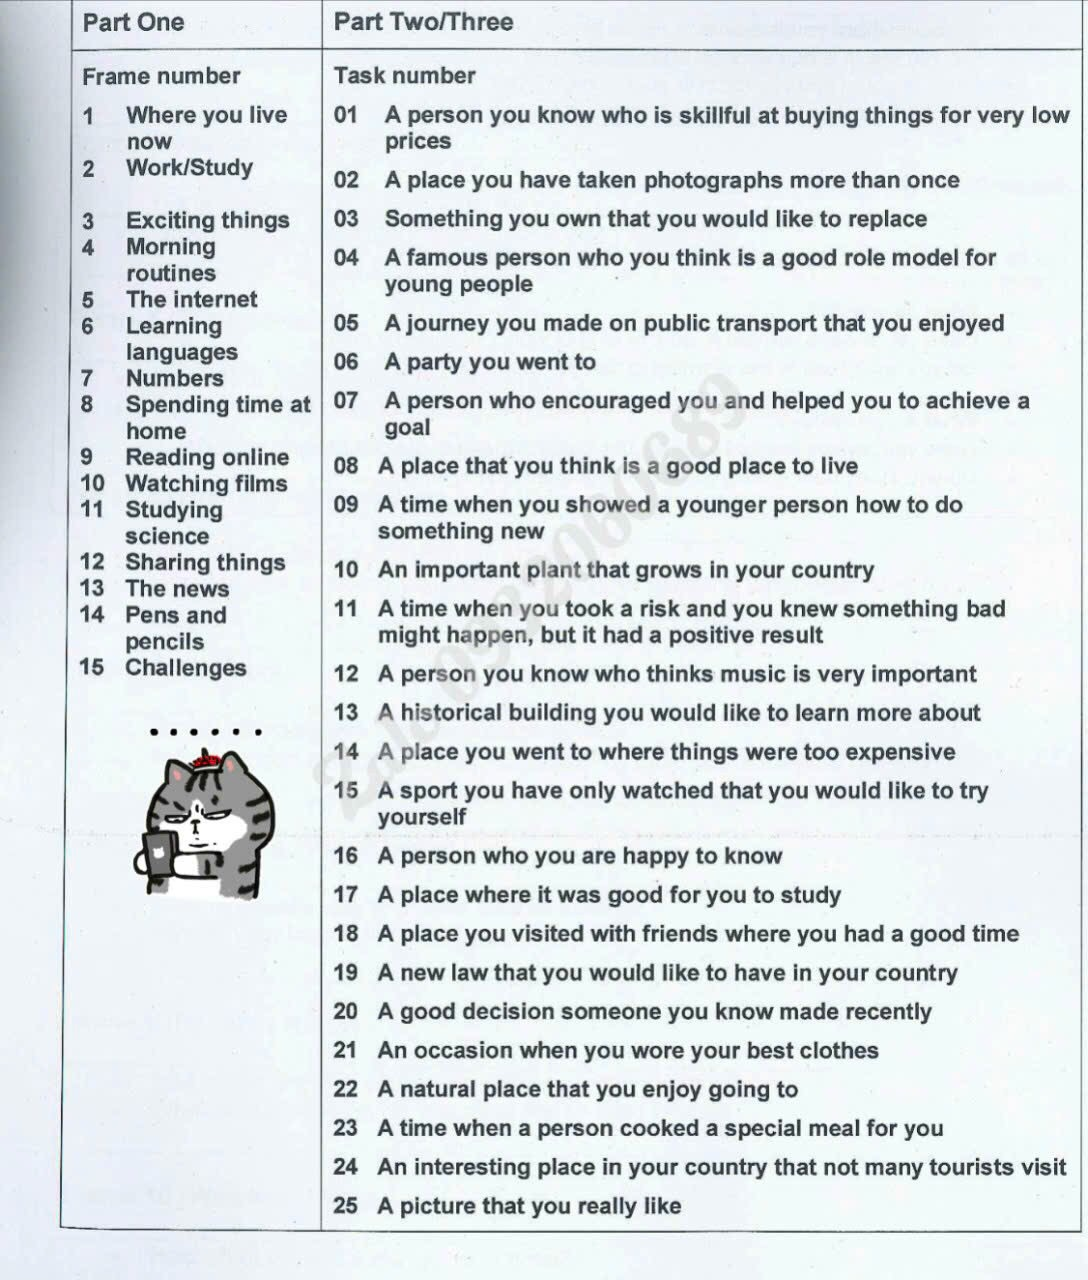 Part One
Frame number
1 Where you live
now
2 Work/Study
3 Exciting things
4 Morning
routines
5 The internet
6 Learning
languages
7 Numbers
8 Spending time at
home
9 Reading online
10 Watching films
11 Studying
science
12 Sharing things
13 The news
14 Pens and
pencils
15 Challenges
Part Two/Three
Task number
01 A person you know who is skillful at buying things for very low
prices
02 A place you have taken photographs more than once
03 Something you own that you would like to replace
04 A famous person who you think is a good role model for
young people
05 A journey you made on public transport that you enjoyed
06 A party you went to
07 A person who encouraged you and helped you to achieve a
goal
08 A place that you think is a good place to live
09 A time when you showed a younger person how to do
something new
10 An important plant that grows in your country
11 A time when you took a risk and you knew something bad
might happen, but it had a positive result
12 A person you know who thinks music is very important
13 A historical building you would like to learn more about
14 A place you went to where things were too expensive
15 A sport you have only watched that you would like to try
yourself
16 A person who you are happy to know
17 A place where it was good for you to study
18 A place you visited with friends where you had a good time
19 A new law that you would like to have in your country
20 A good decision someone you know made recently
21 An occasion when you wore your best clothes
22 A natural place that you enjoy going to
23 A time when a person cooked a special meal for you
24 An interesting place in your country that not many tourists visit
25 A picture that you really like